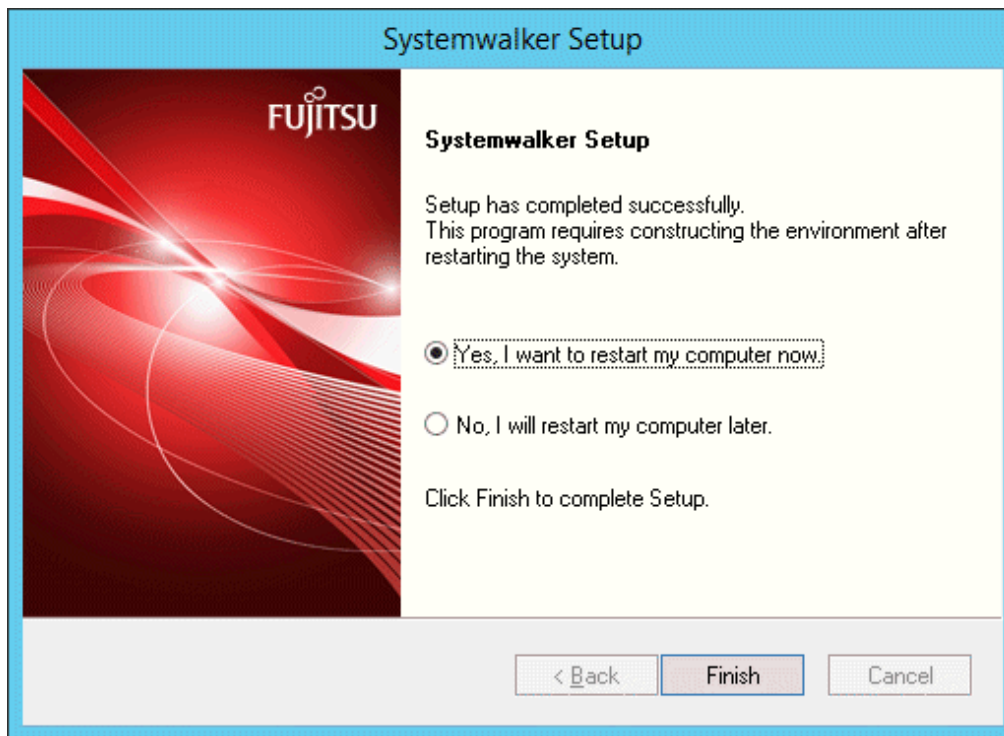 Systemwalker Setup
FUJITSU
Systemwalker Setup
Setup has completed successfully.
This program requires constructing the environment after
restarting the system.
Yes, I want to restart my computer now.
No, I will restart my computer later.
Click Finish to complete Setup.
< Back
Finish
Cancel